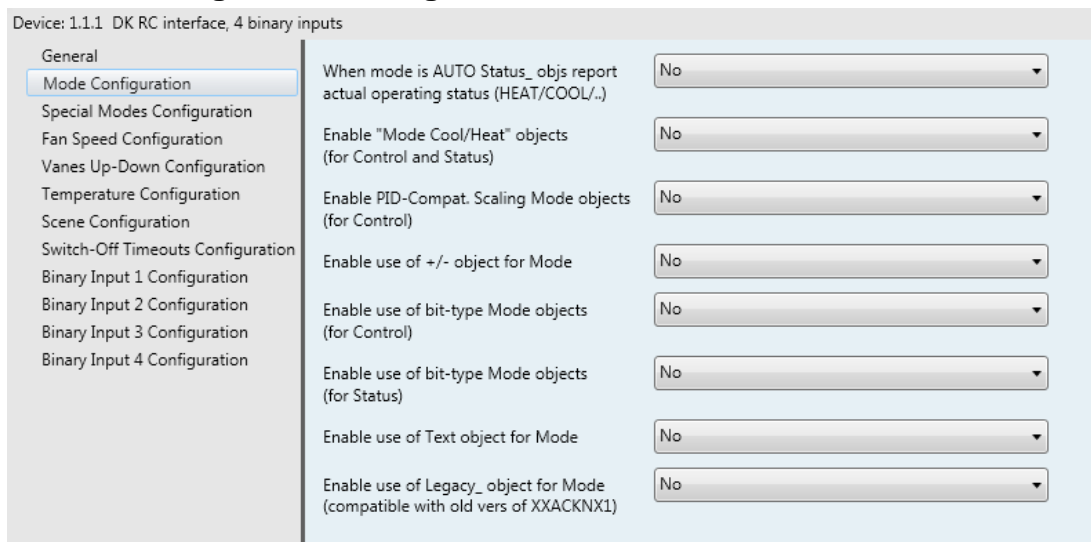 Device: 1.1.1 DK RC interface, 4 binary inputs
General
Mode Configuration
Special Modes Configuration
Fan Speed Configuration
Vanes Up-Down Configuration
Temperature Configuration
Scene Configuration
Switch-Off Timeouts Configuration
Binary Input 1 Configuration
Binary Input 2 Configuration
Binary Input 3 Configuration
Binary Input 4 Configuration
When mode is AUTO Status_ objs report
actual operating status (HEAT/COOL/..)
No
Enable "Mode Cool/Heat" objects
(for Control and Status)
No
Enable PID-Compat. Scaling Mode objects
(for Control)
No
Enable use of +/- object for Mode
No
Enable use of bit-type Mode objects
(for Control)
No
Enable use of bit-type Mode objects
(for Status)
No
Enable use of Text object for Mode
No
Enable use of Legacy_ object for Mode
(compatible with old vers of XXACKNX1)
No